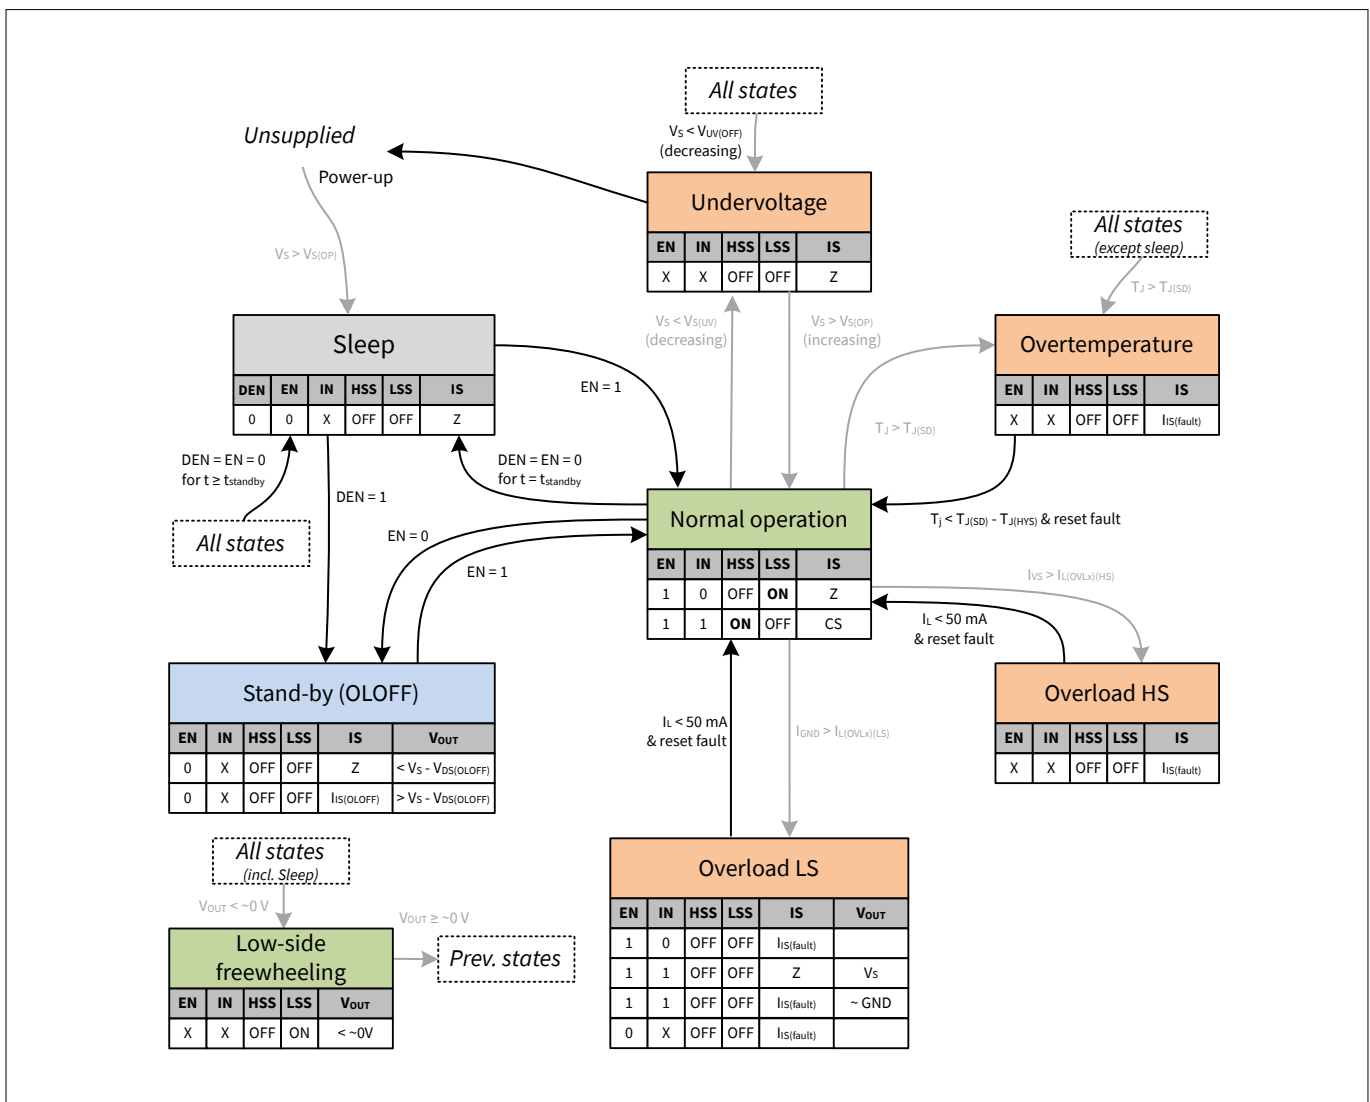 All states
VS < VUV(OFF)
(decreasing)
Unsupplied
Power-up
VS > VS(OP)
Undervoltage
EN IN HSS LSS IS
X X OFF OFF Z
All states
(except sleep)
TJ > TJ(SD)
VS < VS(UV)
(decreasing)
VS > VS(OP)
(increasing)
Sleep
DEN EN IN HSS LSS IS
0 0 X OFF OFF Z
EN = 1
Overtemperature
EN IN HSS LSS IS
X X OFF OFF IIS(fault)
TJ > TJ(SD)
DEN = EN = 0
for t ≥ tstandby
All states
DEN = 1
DEN = EN = 0
for t = tstandby
EN = 0
EN = 1
Normal operation
EN IN HSS LSS IS
1 0 OFF ON Z
1 1 ON OFF CS
Tj < TJ(SD) - TJ(HYS) & reset fault
IVS > IL(OVLx)(HS)
IL < 50 mA
& reset fault
Stand-by (OLOFF)
EN IN HSS LSS IS VOUT
0 X OFF OFF Z < VS - VDS(OLOFF)
0 X OFF OFF IIS(OLOFF) > VS - VDS(OLOFF)
IL < 50 mA
& reset fault
IGND > IL(OVLx)(LS)
Overload HS
EN IN HSS LSS IS
X X OFF OFF IIS(fault)
All states
(incl. Sleep)
VOUT < ~0 V
VOUT ≥ ~0 V
Low-side
freewheeling
EN IN HSS LSS VOUT
X X OFF ON < ~0V
Prev. states
Overload LS
EN IN HSS LSS IS VOUT
1 0 OFF OFF IIS(fault)
1 1 OFF OFF Z VS
1 1 OFF OFF IIS(fault) ~ GND
0 X OFF OFF IIS(fault)